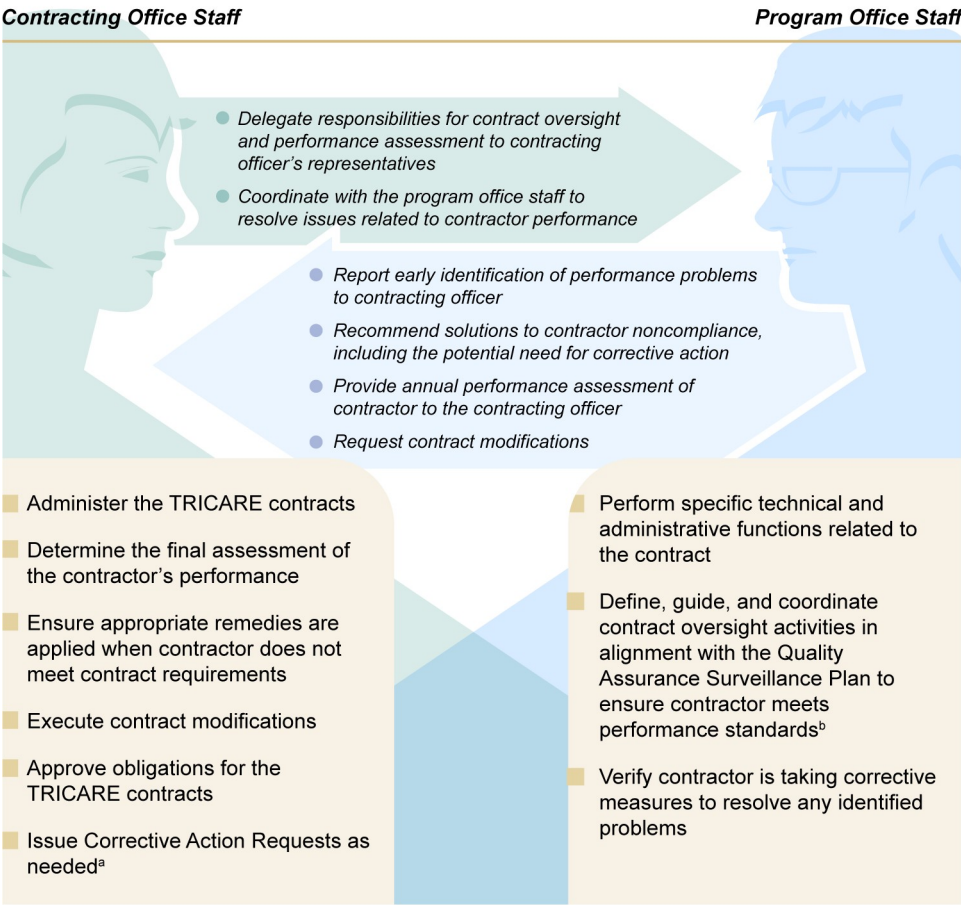 Contracting Office Staff
Program Office Staff
Delegate responsibilities for contract oversight
and performance assessment to contracting
officer's representatives
Coordinate with the program office staff to
resolve issues related to contractor performance
Report early identification of performance problems
to contracting officer
Recommend solutions to contractor noncompliance,
including the potential need for corrective action
Provide annual performance assessment of
contractor to the contracting officer
Request contract modifications
Administer the TRICARE contracts
Determine the final assessment of
the contractor's performance
Ensure appropriate remedies are
applied when contractor does not
meet contract requirements
Execute contract modifications
Approve obligations for the
TRICARE contracts
Issue Corrective Action Requests as
neededᵃ
Perform specific technical and
administrative functions related to
the contract
Define, guide, and coordinate
contract oversight activities in
alignment with the Quality
Assurance Surveillance Plan to
ensure contractor meets
performance standardsᵇ
Verify contractor is taking corrective
measures to resolve any identified
problems